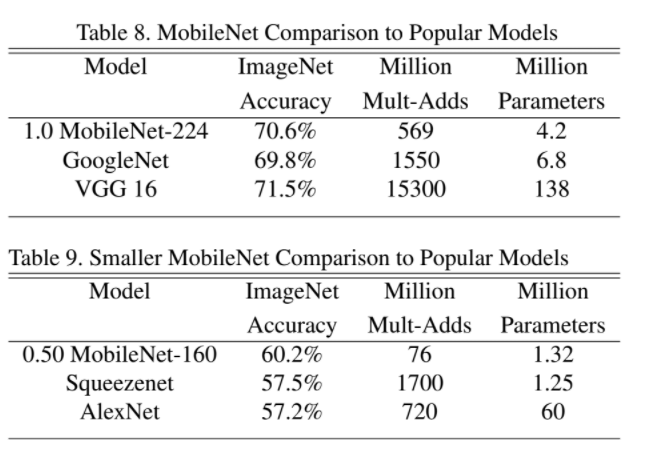 Table 8. MobileNet Comparison to Popular Models
Model ImageNet Million Million
Accuracy Mult-Adds Parameters
1.0 MobileNet-224 70.6% 569 4.2
GoogleNet 69.8% 1550 6.8
VGG 16 71.5% 15300 138
Table 9. Smaller MobileNet Comparison to Popular Models
Model ImageNet Million Million
Accuracy Mult-Adds Parameters
0.50 MobileNet-160 60.2% 76 1.32
Squeezenet 57.5% 1700 1.25
AlexNet 57.2% 720 60